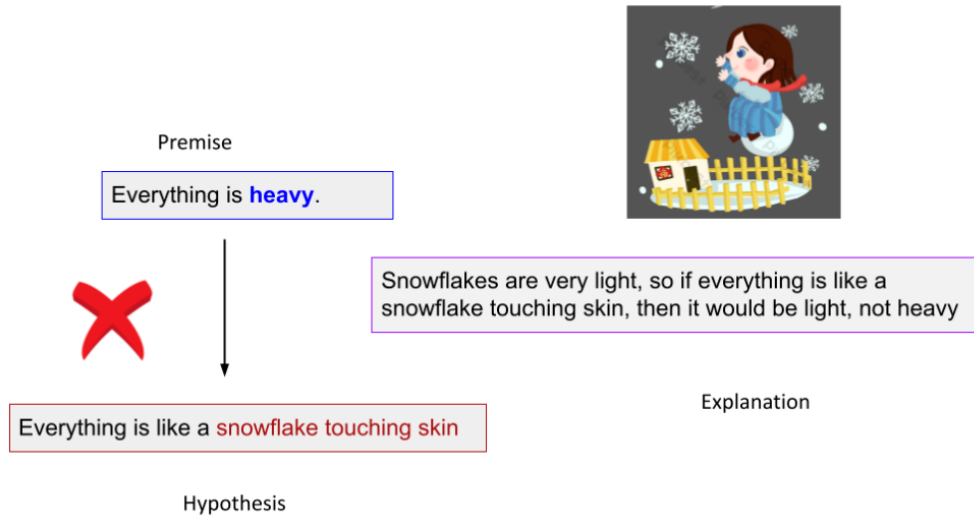 Premise
Everything is heavy.
Snowflakes are very light, so if everything is like a
snowflake touching skin, then it would be light, not heavy
Explanation
Everything is like a snowflake touching skin
Hypothesis